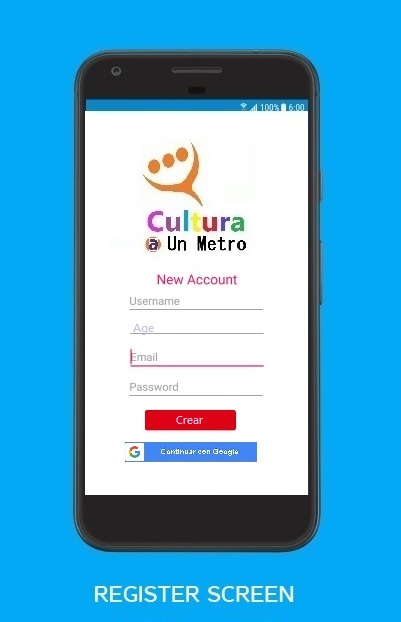 100% 6:00
Cultura
@ Un Metro
New Account
Username
Age
Email
Password
Crear
G Continuar con Google
REGISTER SCREEN